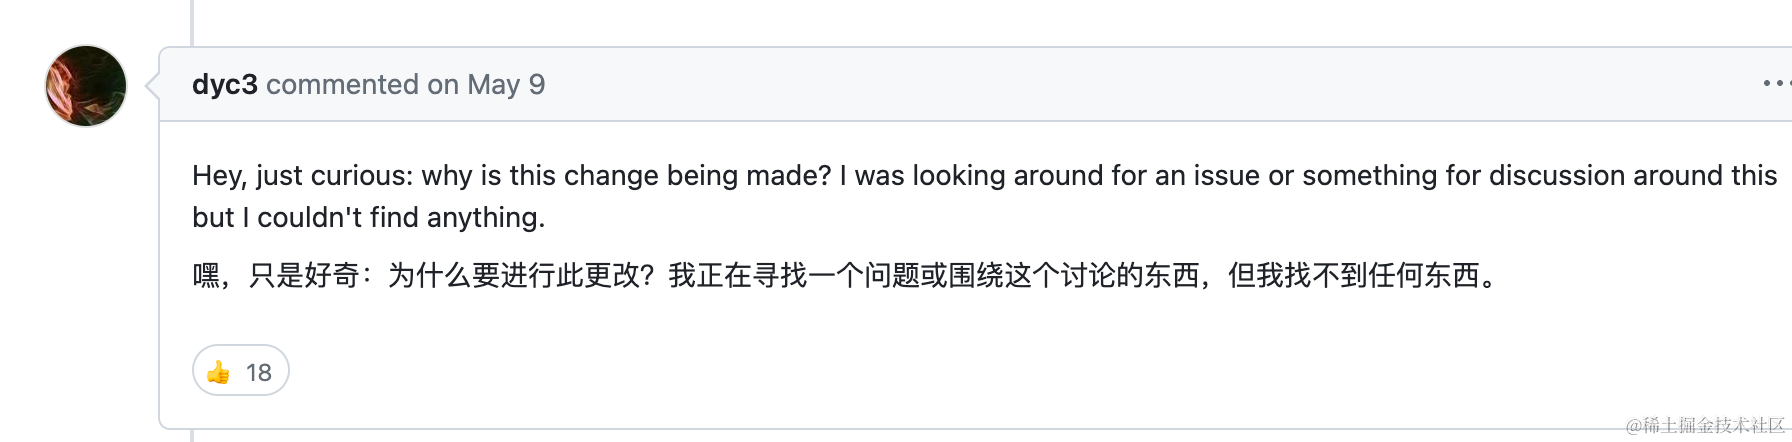 dyc3 commented on May 9
Hey, just curious: why is this change being made? I was looking around for an issue or something for discussion around this
but I couldn't find anything.
嘿，只是好奇：为什么要进行此更改？我正在寻找一个问题或围绕这个讨论的东西，但我找不到任何东西。
👍 18
@稀土掘金技术社区